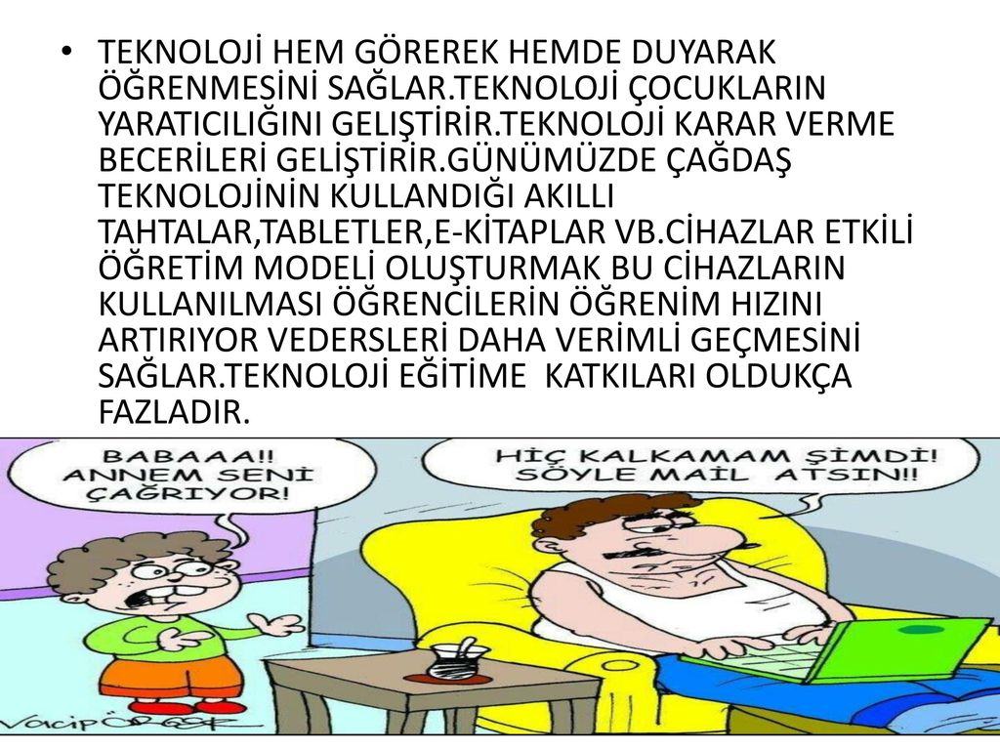 • TEKNOLOJİ HEM GÖREREK HEMDE DUYARAK
ÖĞRENMESİNİ SAĞLAR.TEKNOLOJİ ÇOCUKLARIN
YARATICILIĞINI GELIŞTİRİR.TEKNOLOJİ KARAR VERME
BECERİLERİ GELİŞTİRİR.GÜNÜMÜZDE ÇAĞDAŞ
TEKNOLOJİNİN KULLANDIĞI AKILLI
TAHTALAR,TABLETLER,E-KİTAPLAR VB.CİHAZLAR ETKİLİ
ÖĞRETİM MODELİ OLUŞTURMAK BU CİHAZLARIN
KULLANILMASI ÖĞRENCİLERİN ÖĞRENİM HIZINI
ARTIRIYOR VEDERSLERİ DAHA VERİMLİ GEÇMESİNİ
SAĞLAR.TEKNOLOJİ EĞİTİME  KATKILARI OLDUKÇA
FAZLADIR.
BABAAA!!
ANNEM SENİ
ÇAĞRIYOR!
HİÇ KALKAMAM ŞİMDİ!
SÖYLE MAİL ATSIN!!